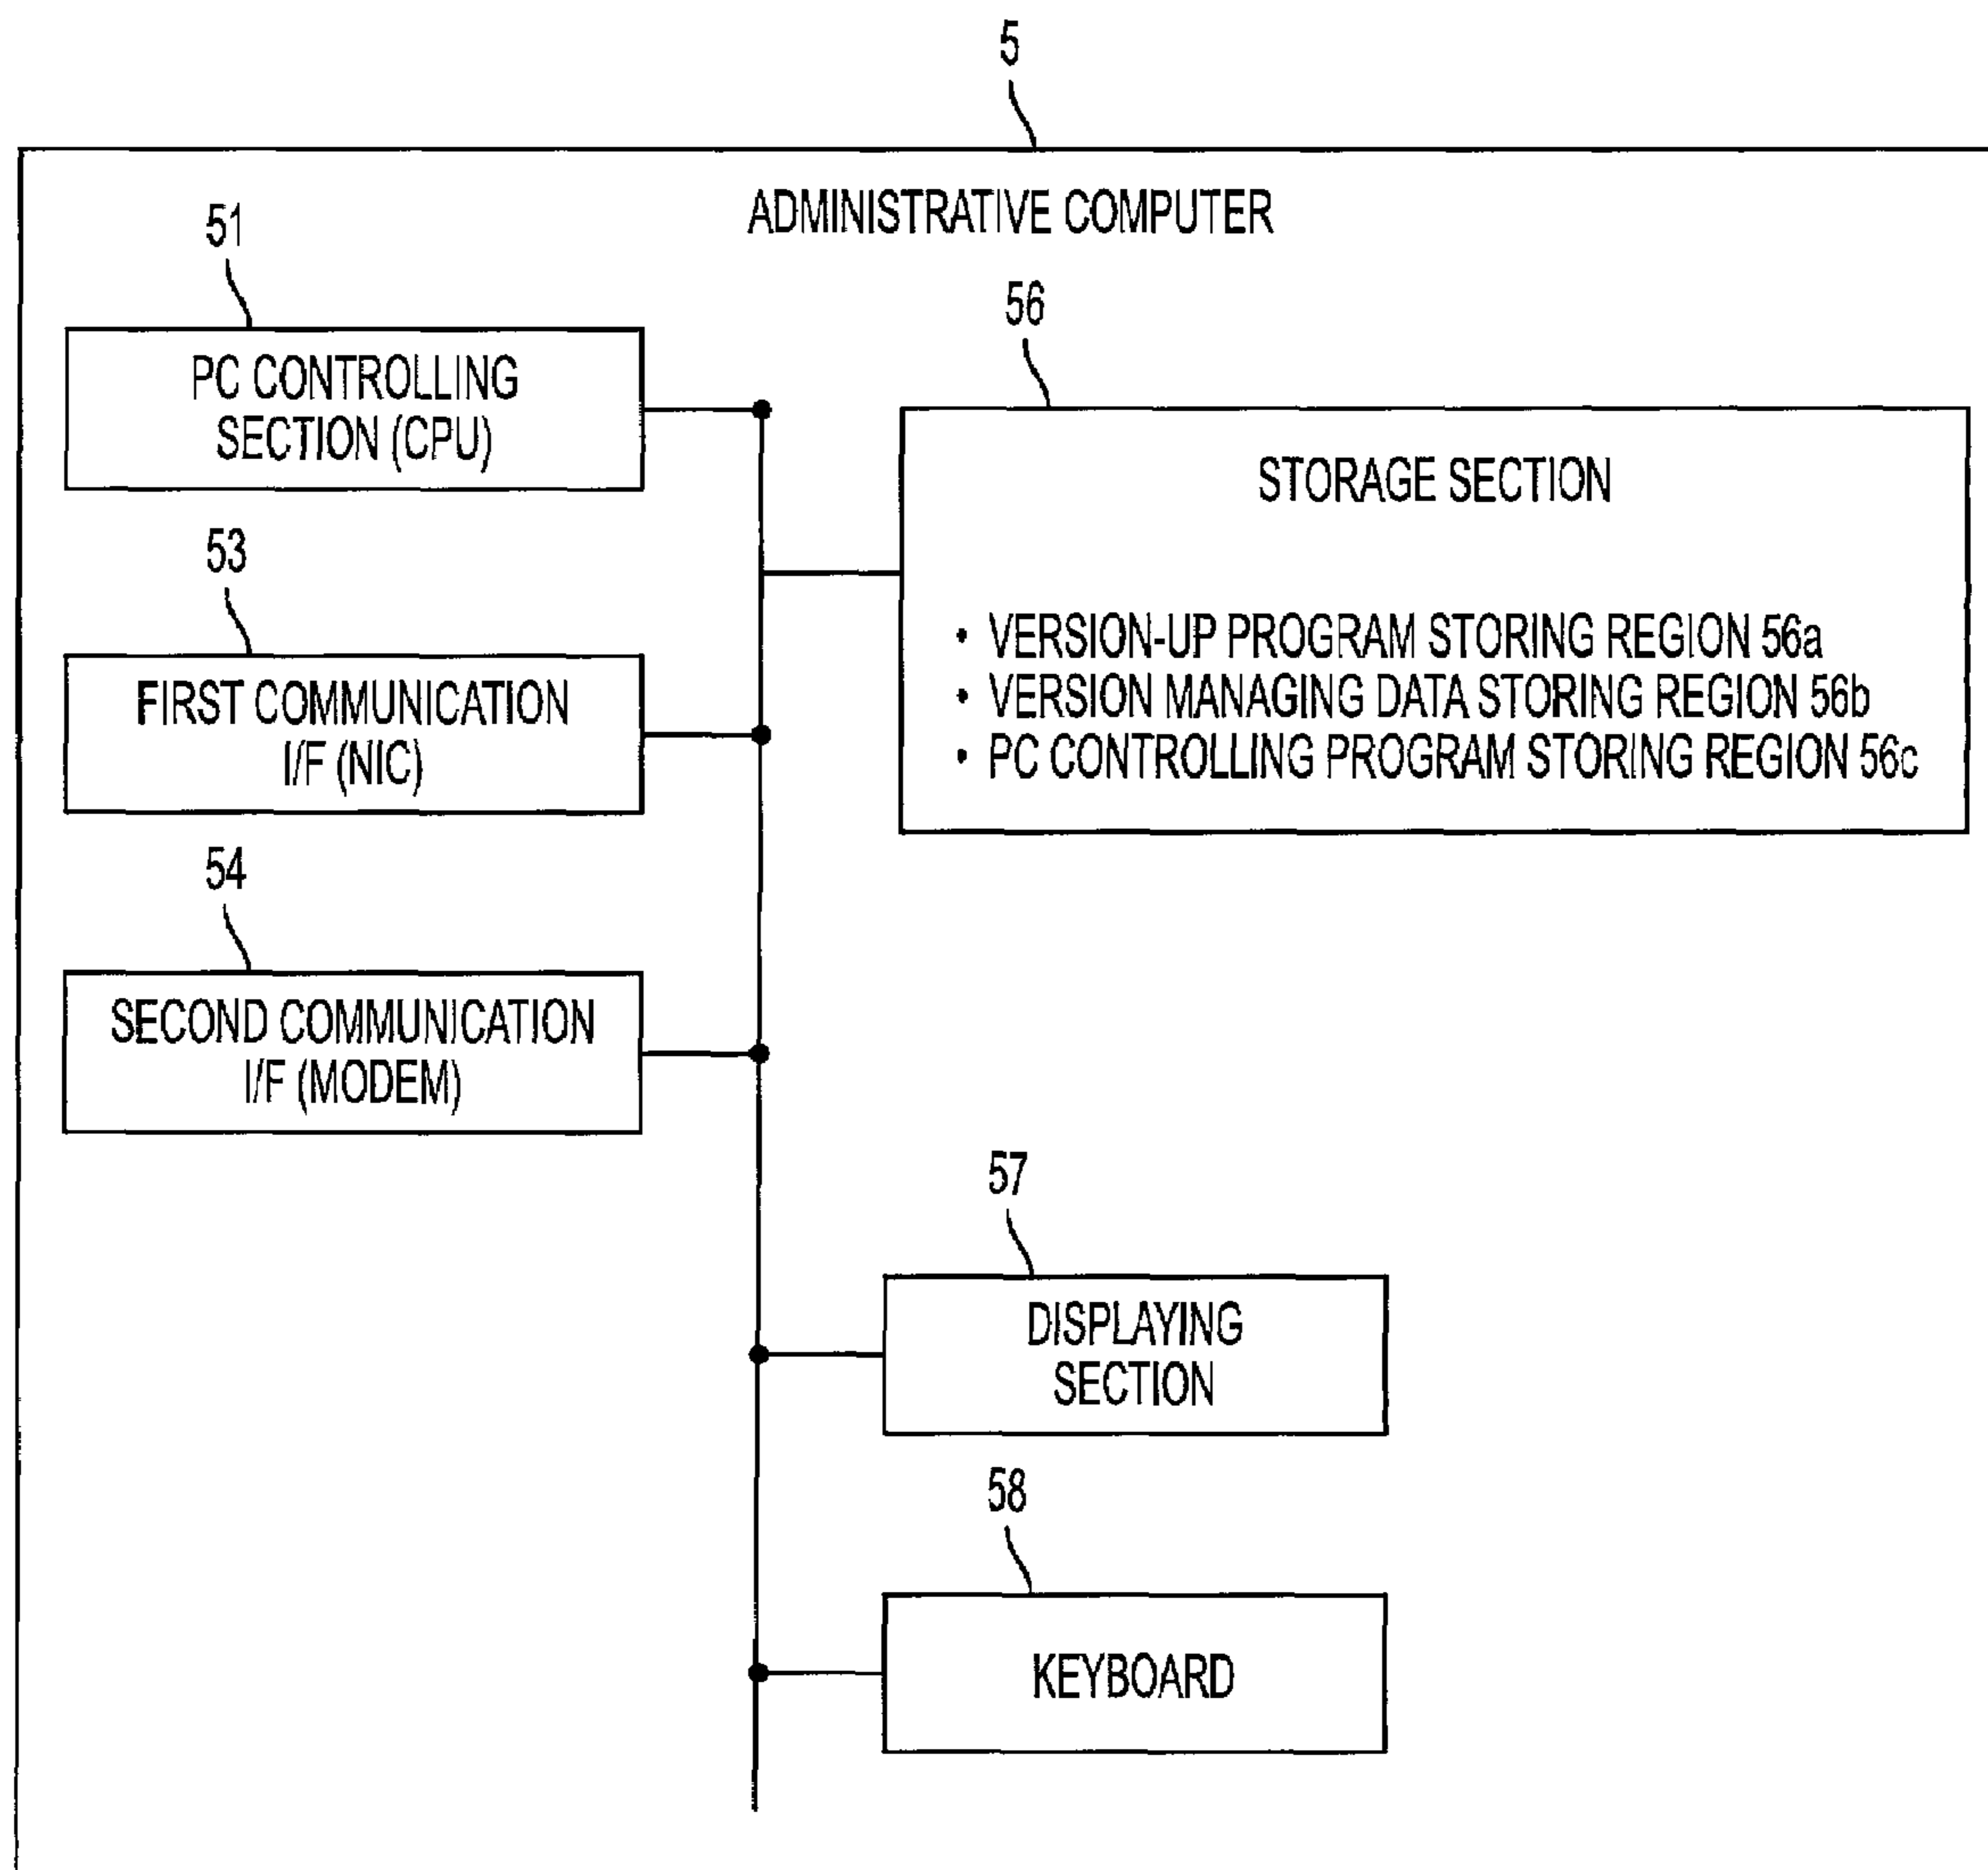 5
ADMINISTRATIVE COMPUTER
51
PC CONTROLLING
SECTION (CPU)
53
FIRST COMMUNICATION
I/F (NIC)
54
SECOND COMMUNICATION
I/F (MODEM)
56
STORAGE SECTION
• VERSION-UP PROGRAM STORING REGION 56a
• VERSION MANAGING DATA STORING REGION 56b
• PC CONTROLLING PROGRAM STORING REGION 56c
57
DISPLAYING
SECTION
58
KEYBOARD